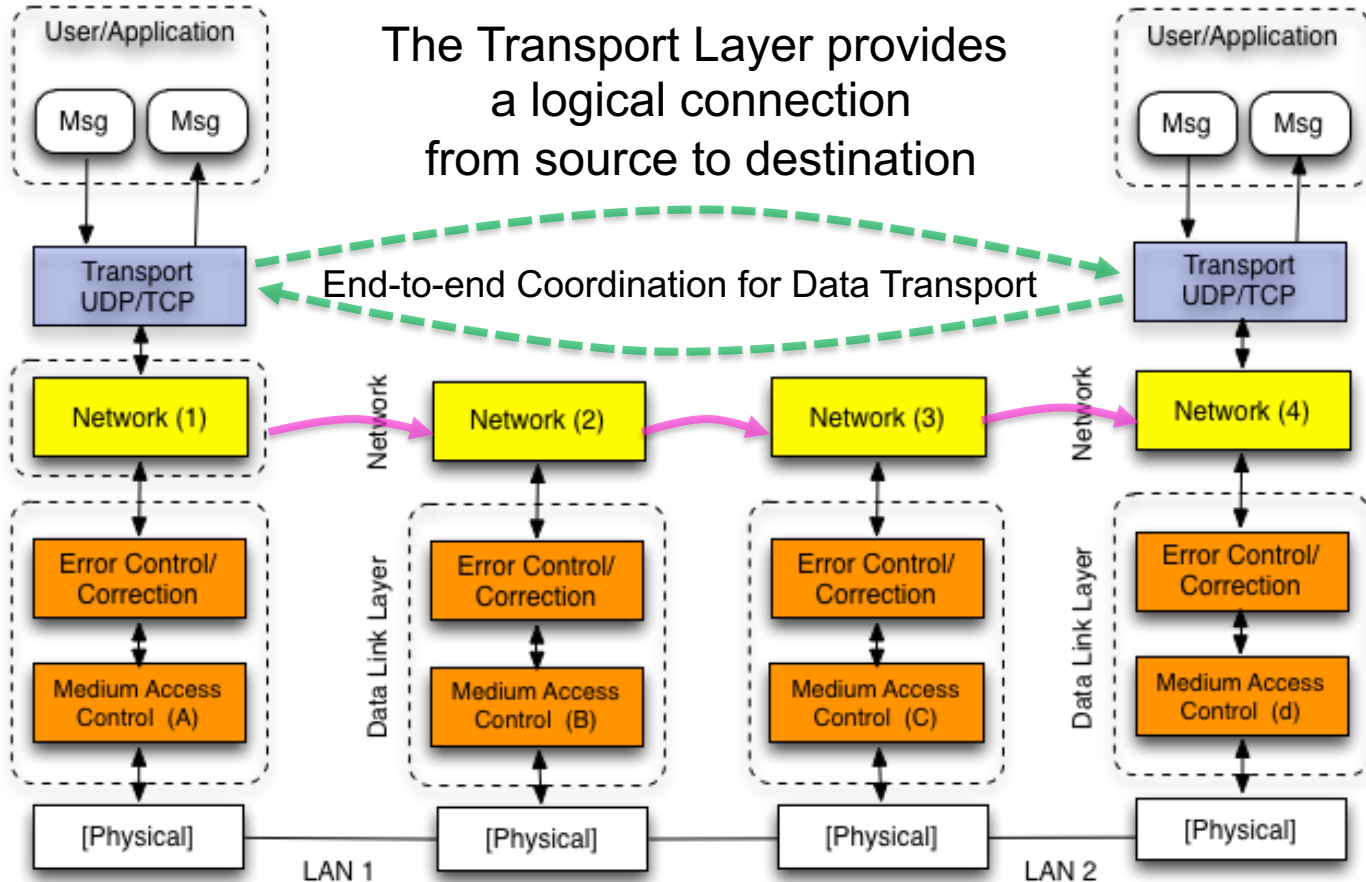 User/Application
Msg
Msg
The Transport Layer provides
a logical connection
from source to destination
User/Application
Msg
Msg
Transport
UDP/TCP
End-to-end Coordination for Data Transport
Transport
UDP/TCP
Network (1)
Network
Network (2)
Network (3)
Network
Network (4)
Error Control/
Correction
Medium Access
Control (A)
Data Link Layer
Error Control/
Correction
Medium Access
Control (B)
Error Control/
Correction
Medium Access
Control (C)
Data Link Layer
Error Control/
Correction
Medium Access
Control (d)
[Physical]
LAN 1
[Physical]
[Physical]
LAN 2
[Physical]